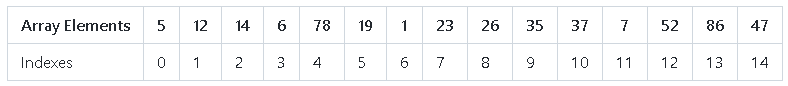 Array Elements 5 12 14 6 78 19 1 23 26 35 37 7 52 86 47
Indexes 0 1 2 3 4 5 6 7 8 9 10 11 12 13 14